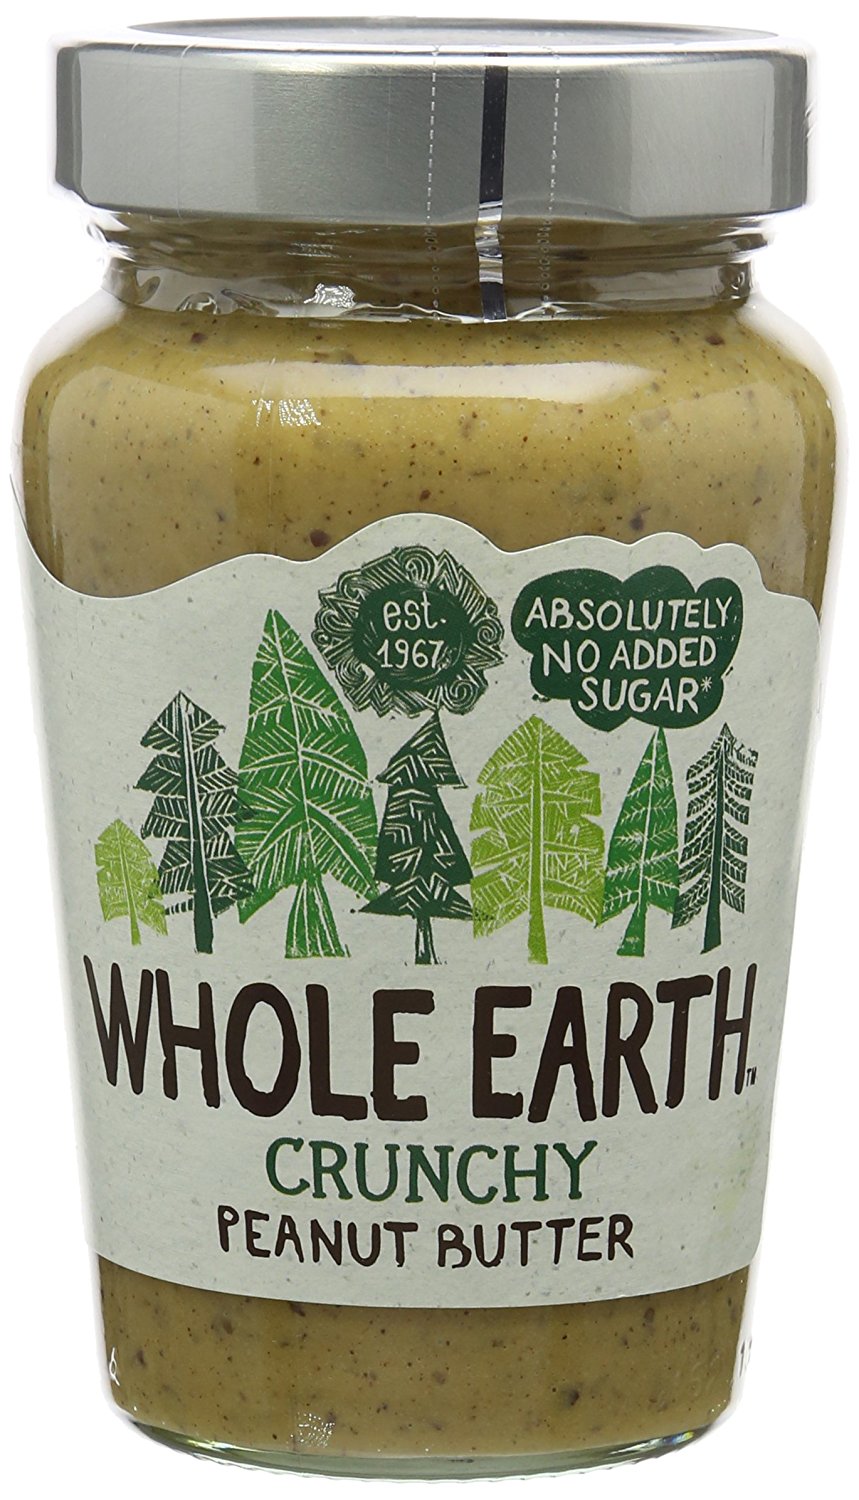 est.
1967
ABSOLUTELY
NO ADDED
SUGAR*
WHOLE EARTH™
CRUNCHY
PEANUT BUTTER